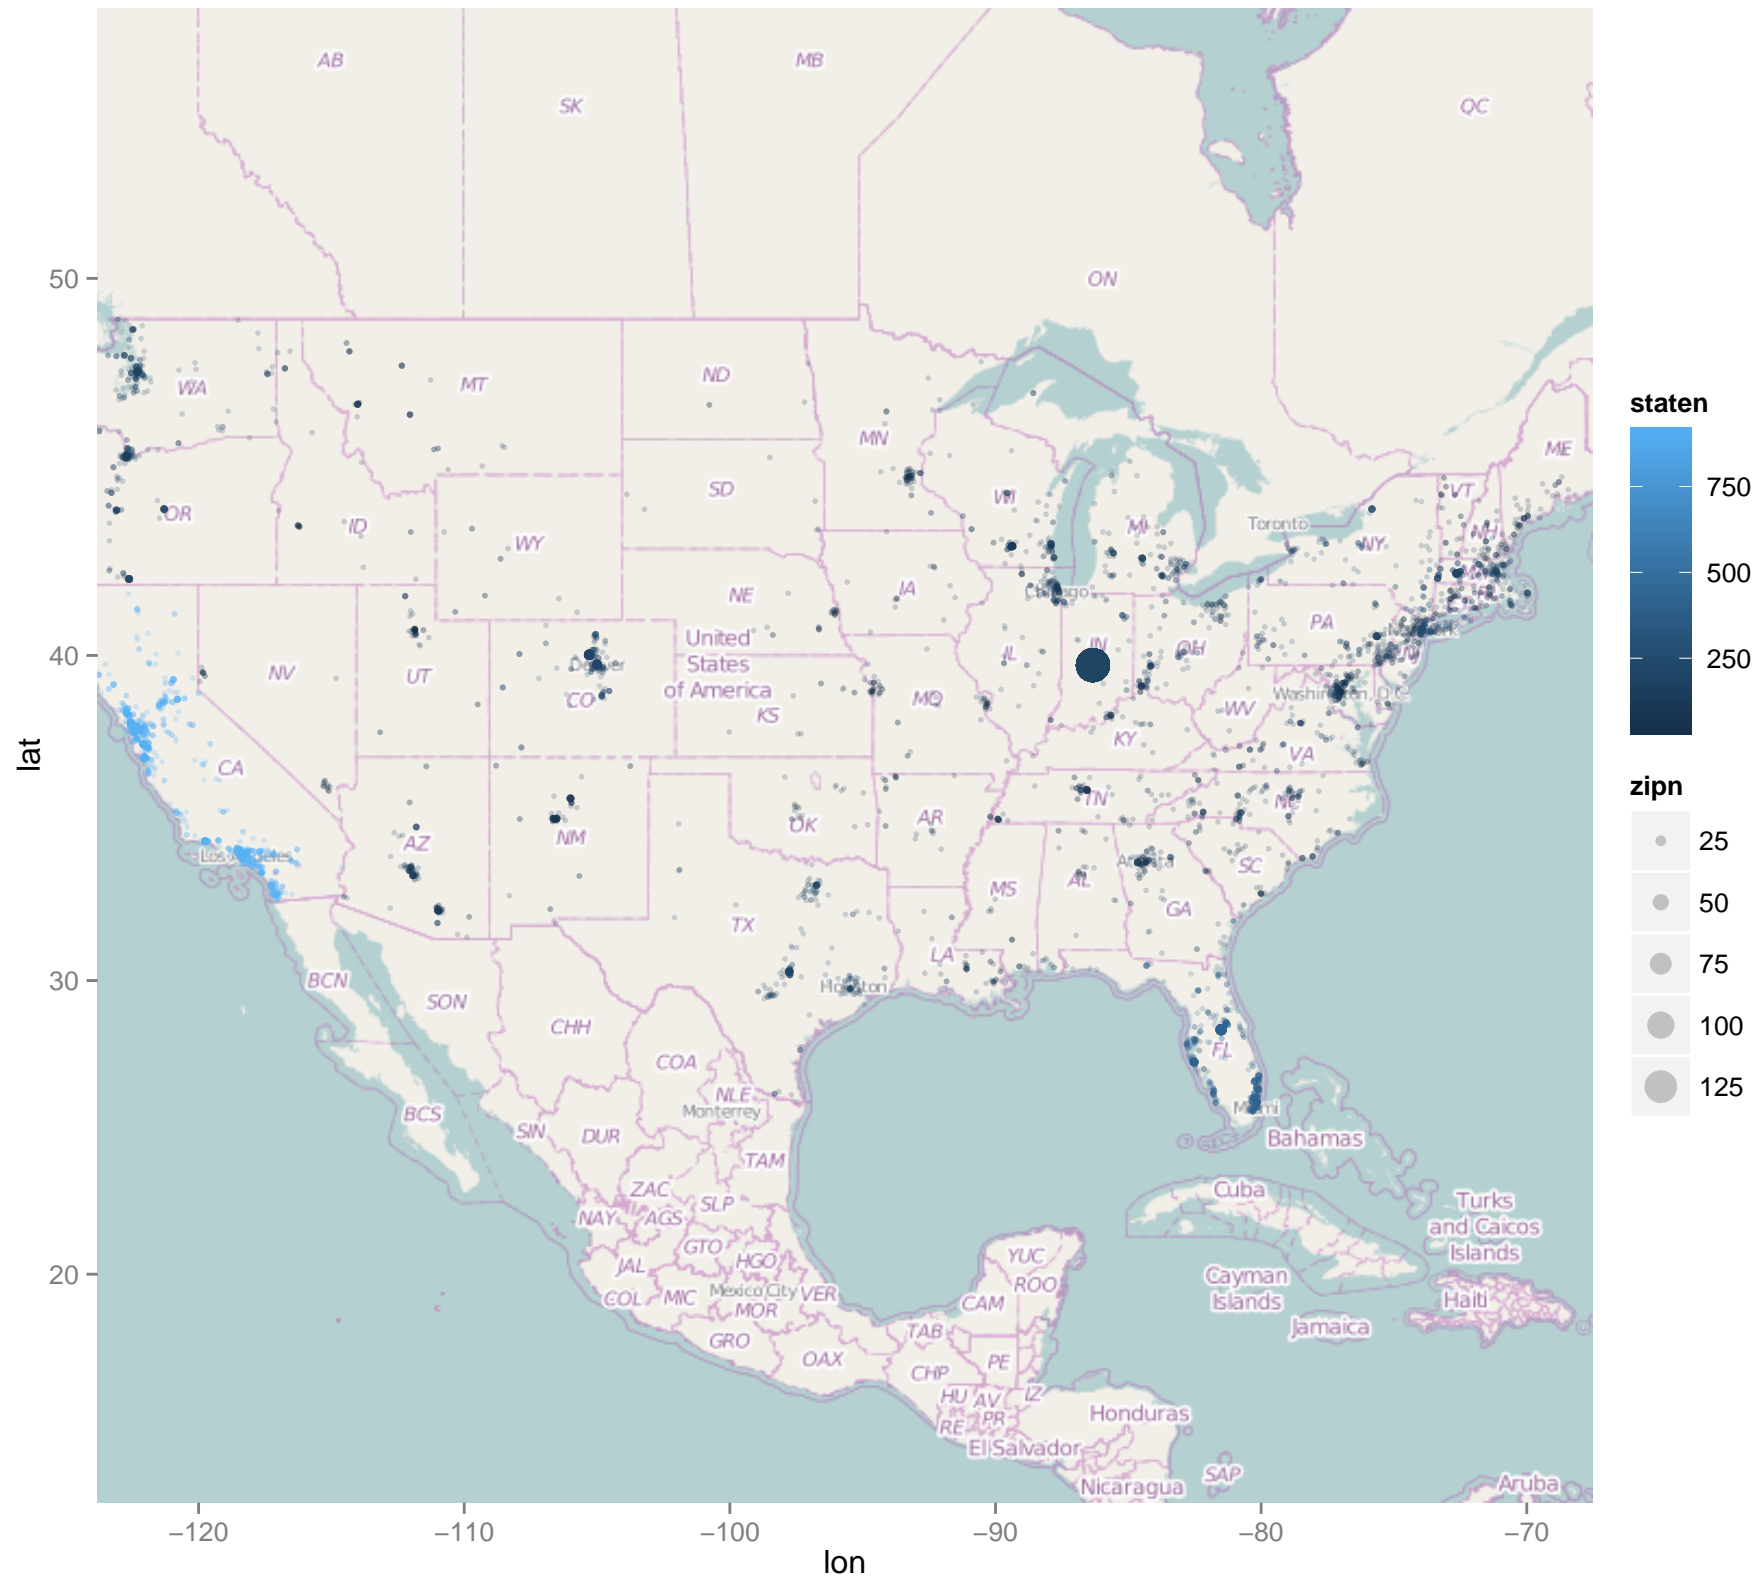 AB
MB
SK
QC
50
ON
WA
MT
ND
MN
ME
staten
750
OR
ID
SD
WI
VT
WY
MI
Toronto
NY
NH
500
NE
IA
Chicago
PA
40
NV
UT
Denver
CO
United
States
of America
KS
IL
IN
OH
NJ
250
MO
WV
Washington, D.C.
KY
VA
lat
CA
zipn
25
AZ
NM
OK
AR
TN
NC
Los Angeles
Atlanta
SC
50
MS
AL
GA
TX
LA
75
30
BCN
SON
Houston
100
CHH
FL
COA
125
NLE
Monterrey
BCS
Miami
SIN
DUR
Bahamas
TAM
ZAC
SLP
Cuba
NAY
AGS
Turks
and Caicos
Islands
20
JAL
GTO
HGO
YUC
Cayman
Islands
COL
MIC
Mexico City
MOR
VER
CAM
ROO
Haiti
GRO
TAB
Jamaica
OAX
CHP
PE
HU
AV
IZ
RE
PR
Honduras
El Salvador
SAP
Nicaragua
Aruba
−120
−110
−100
−90
−80
−70
lon